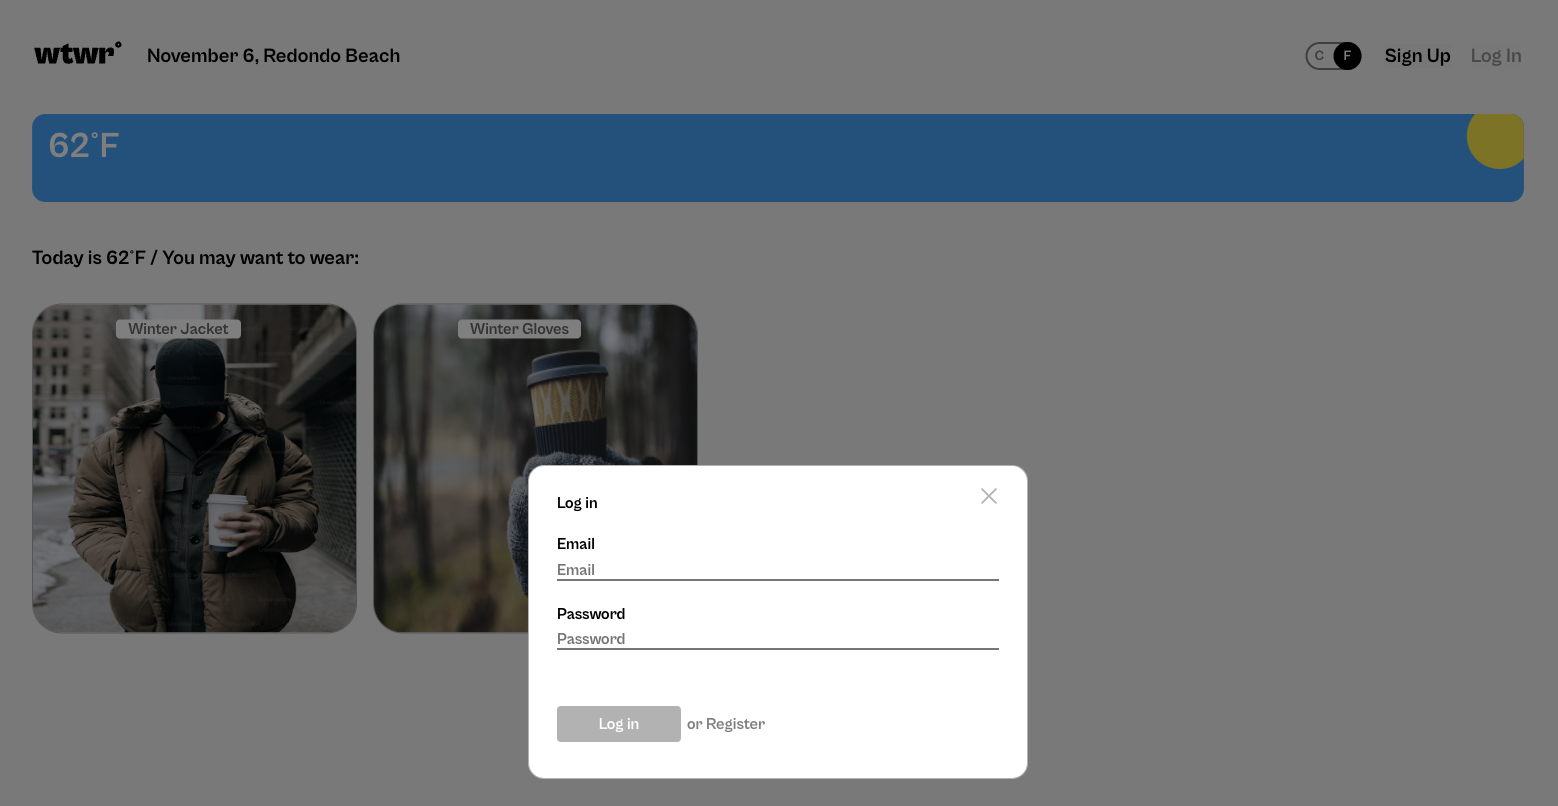 wtwr°
November 6, Redondo Beach
C F
Sign Up
Log In
62°F
Today is 62°F / You may want to wear:
Winter Jacket
Winter Gloves
Log in
Email
Email
Password
Password
Log in
or Register